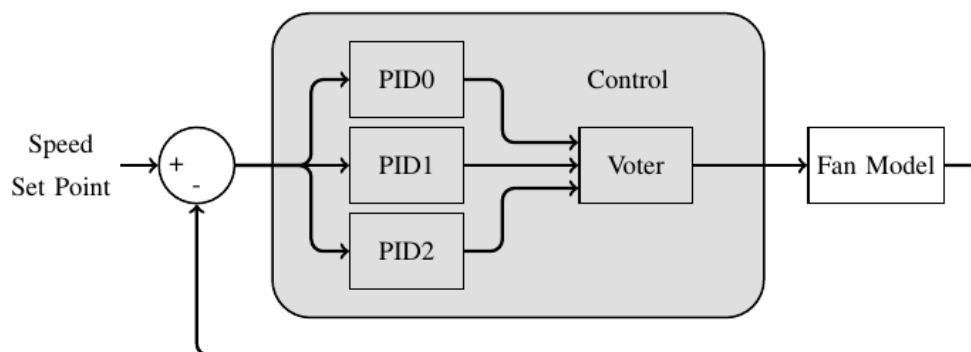 PID0
Control
Speed
Set Point
+
-
PID1
Voter
Fan Model
PID2